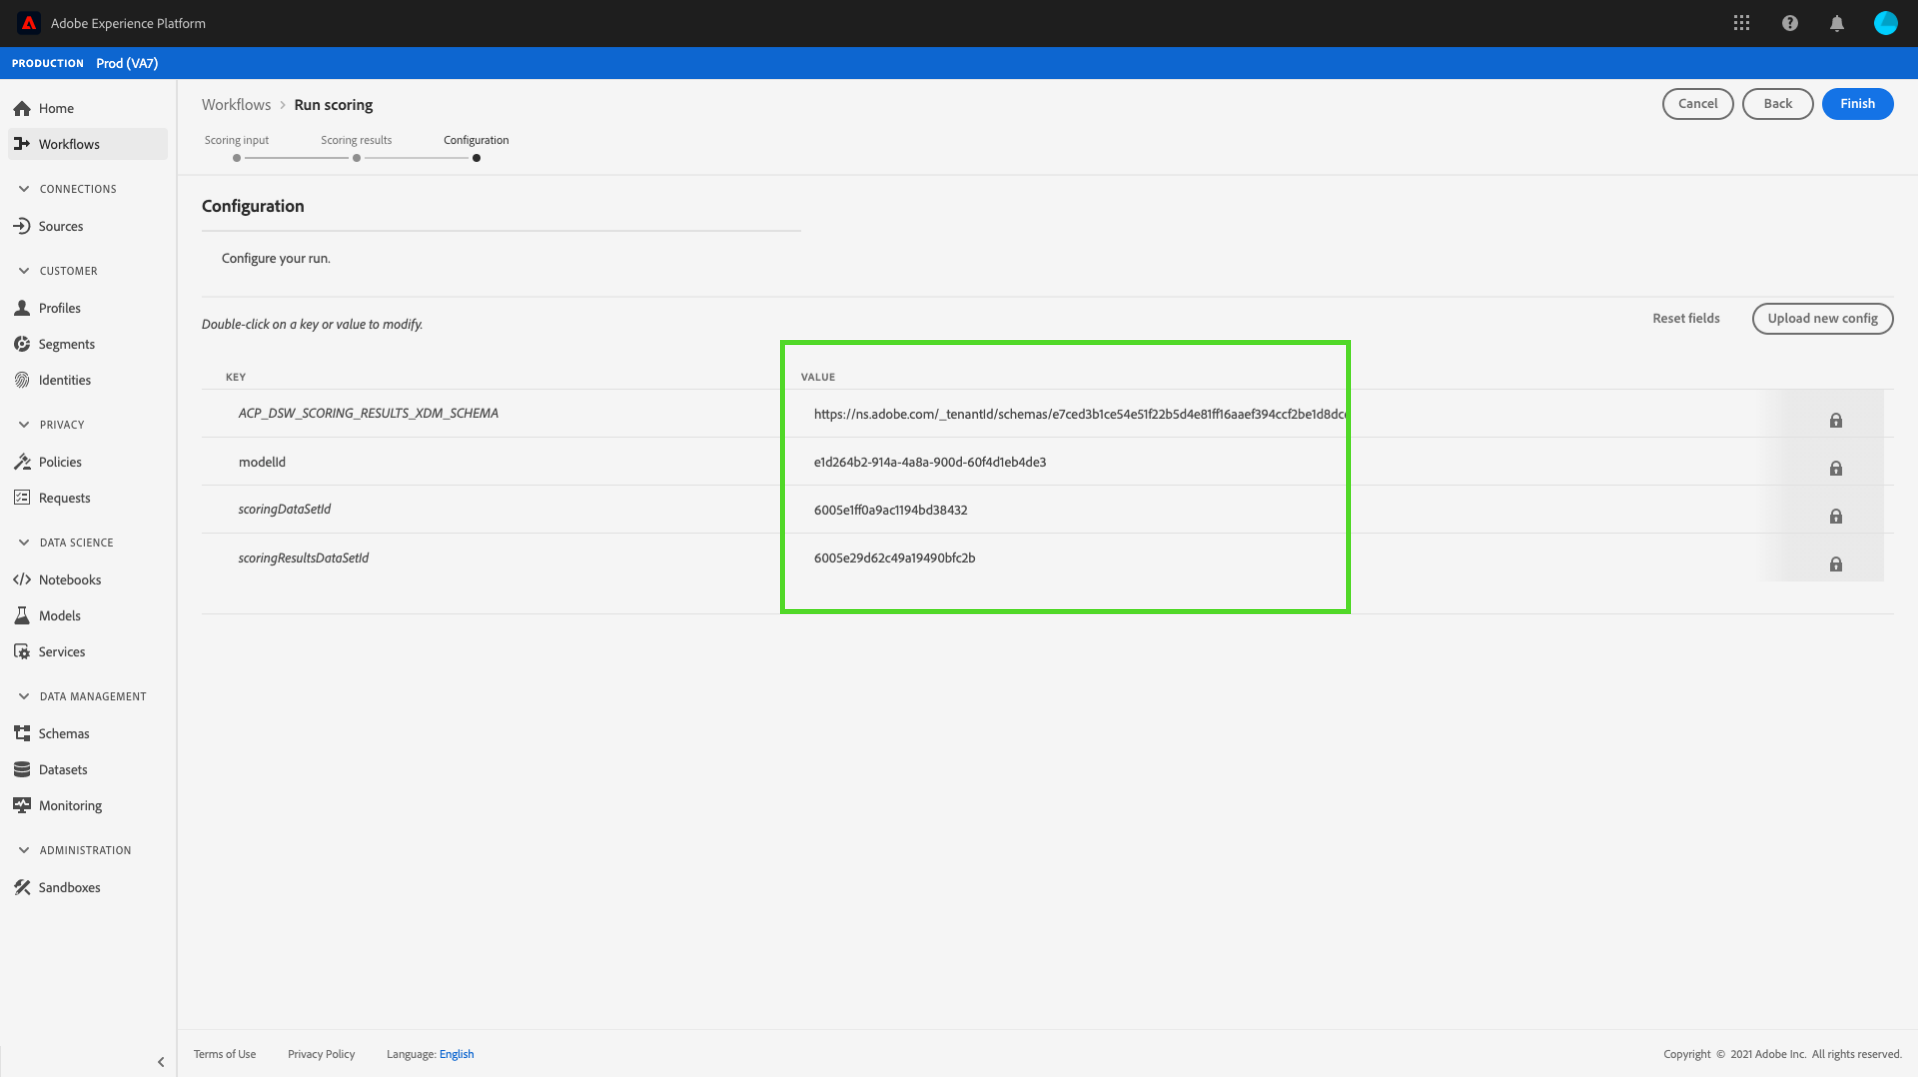 Adobe Experience Platform
PRODUCTION Prod (VA7)
Home
Workflows
CONNECTIONS
Sources
CUSTOMER
Profiles
Segments
Identities
PRIVACY
Policies
Requests
DATA SCIENCE
Notebooks
Models
Services
DATA MANAGEMENT
Schemas
Datasets
Monitoring
ADMINISTRATION
Sandboxes
Workflows > Run scoring
Cancel Back Finish
Scoring input Scoring results Configuration
Configuration
Configure your run.
Double-click on a key or value to modify.
Reset fields Upload new config
KEY VALUE
ACP_DSW_SCORING_RESULTS_XDM_SCHEMA https://ns.adobe.com/_tenantId/schemas/e7ced3b1ce54e51f22b5d4e81ff16aaef394ccf2be1d8dc
modelId e1d264b2-914a-4a8a-900d-60f4d1eb4de3
scoringDataSetId 6005e1ff0a9ac1194bd38432
scoringResultsDataSetId 6005e29d62c49a19490bfc2b
Terms of Use Privacy Policy Language: English
Copyright © 2021 Adobe Inc. All rights reserved.